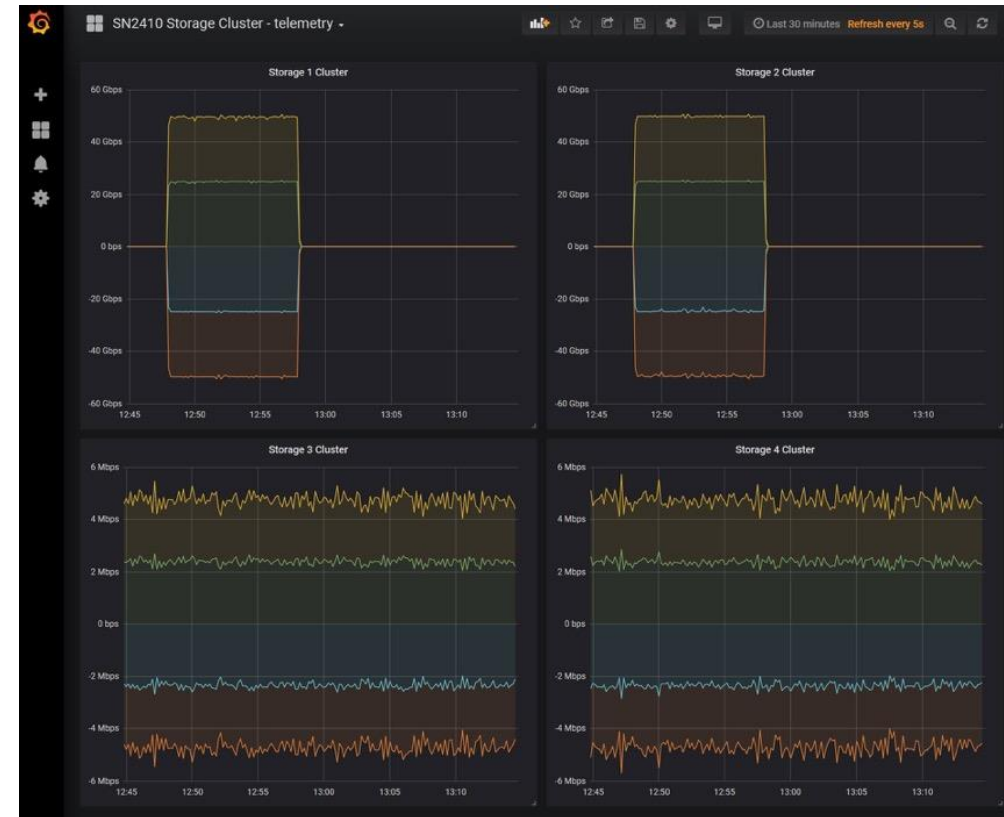 SN2410 Storage Cluster - telemetry
Last 30 minutes Refresh every 5s
Storage 1 Cluster
60 Gbps
40 Gbps
20 Gbps
0 bps
-20 Gbps
-40 Gbps
-60 Gbps
12:45 12:50 12:55 13:00 13:05 13:10
Storage 2 Cluster
60 Gbps
40 Gbps
20 Gbps
0 bps
-20 Gbps
-40 Gbps
-60 Gbps
12:45 12:50 12:55 13:00 13:05 13:10
Storage 3 Cluster
6 Mbps
4 Mbps
2 Mbps
0 bps
-2 Mbps
-4 Mbps
-6 Mbps
12:45 12:50 12:55 13:00 13:05 13:10
Storage 4 Cluster
6 Mbps
4 Mbps
2 Mbps
0 bps
-2 Mbps
-4 Mbps
-6 Mbps
12:45 12:50 12:55 13:00 13:05 13:10